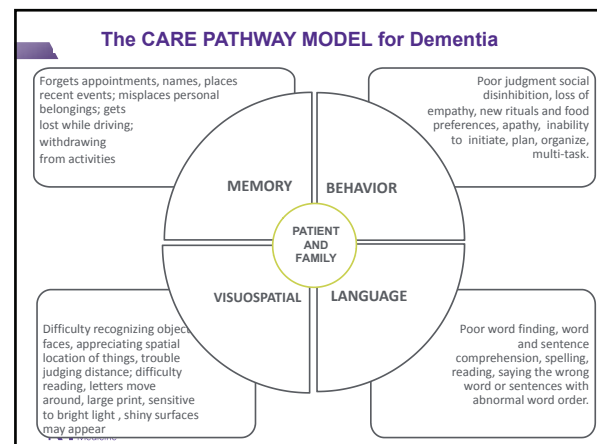 The CARE PATHWAY MODEL for Dementia
Forgets appointments, names, places
recent events; misplaces personal
belongings; gets
lost while driving;
withdrawing
from activities
Poor judgment social
disinhibition, loss of
empathy, new rituals and food
preferences, apathy, inability
to initiate, plan, organize,
multi-task.
MEMORY
BEHAVIOR
PATIENT
AND
FAMILY
VISUOSPATIAL
LANGUAGE
Difficulty recognizing object
faces, appreciating spatial
location of things, trouble
judging distance; difficulty
reading, letters move
around, large print, sensitive
to bright light , shiny surfaces
may appear
Poor word finding, word
and sentence
comprehension, spelling,
reading, saying the wrong
word or sentences with
abnormal word order.
Medicine